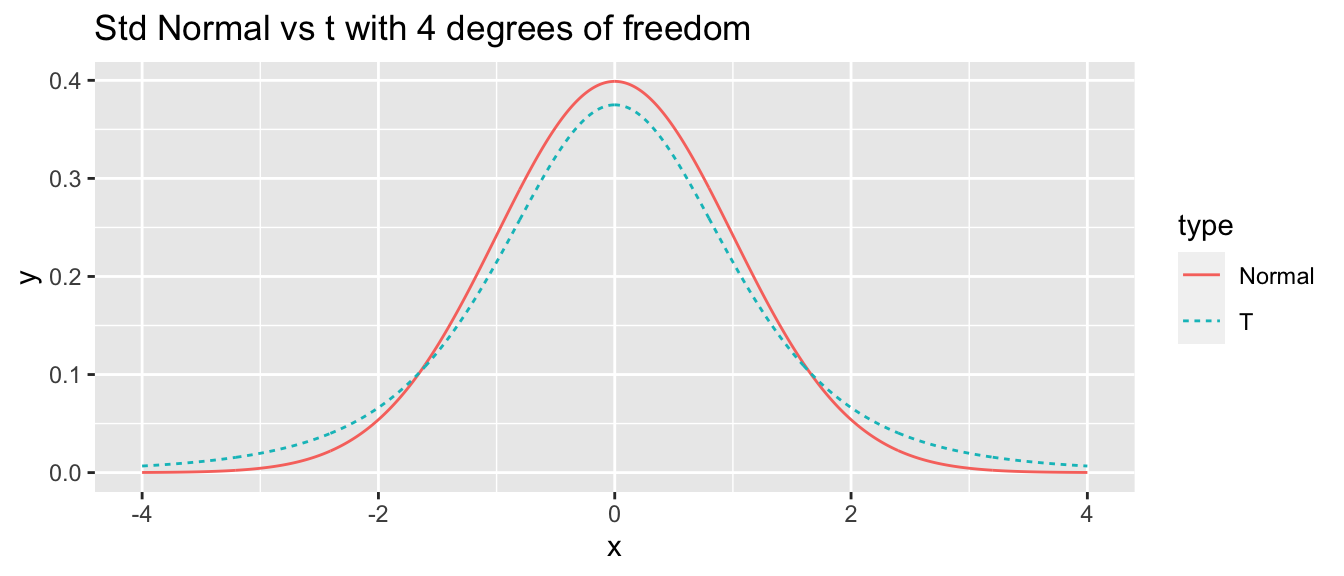 Std Normal vs t with 4 degrees of freedom
0.4
0.3
0.2
0.1
0.0
y
-4 -2 0 2 4
x
type
Normal
T